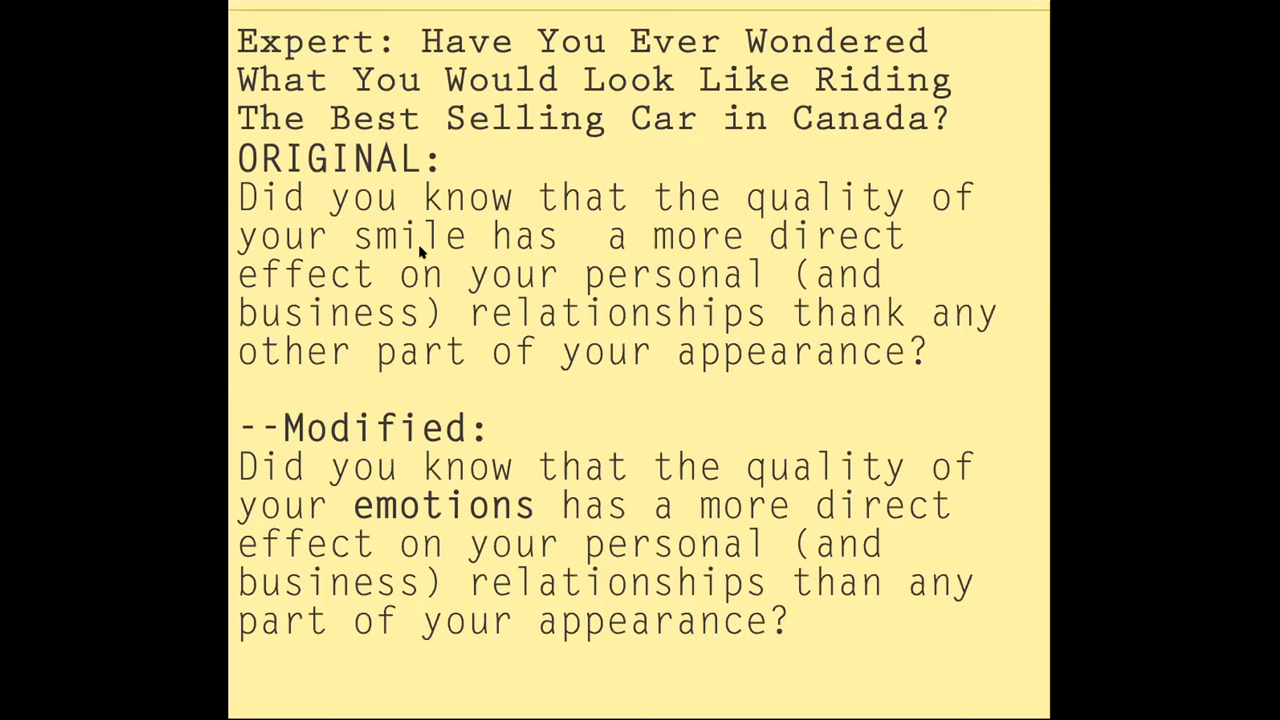 Expert: Have You Ever Wondered
What You Would Look Like Riding
The Best Selling Car in Canada?
ORIGINAL:
Did you know that the quality of
your smile has  a more direct
effect on your personal (and
business) relationships thank any
other part of your appearance?
--Modified:
Did you know that the quality of
your emotions has a more direct
effect on your personal (and
business) relationships than any
part of your appearance?